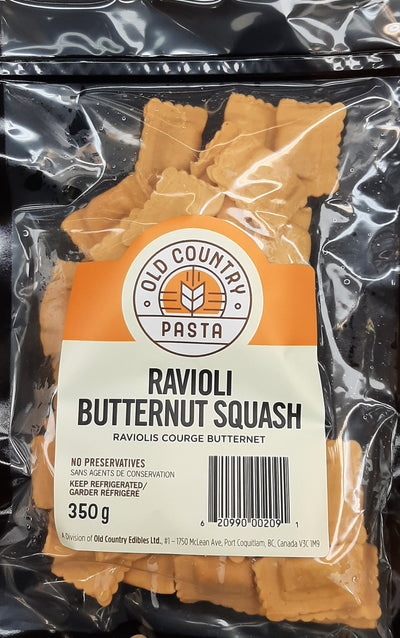 OLD COUNTRY
PASTA
RAVIOLI
BUTTERNUT SQUASH
RAVIOLIS COURGE BUTTERNET
NO PRESERVATIVES
SANS AGENTS DE CONSERVATION
KEEP REFRIGERATED/
GARDER RÉFRIGÉRÉ
350 g
6 20990 00209 1
A Division of Old Country Edibles Ltd., #1 – 1750 McLean Ave, Port Coquitlam, BC, Canada V3C 1M9